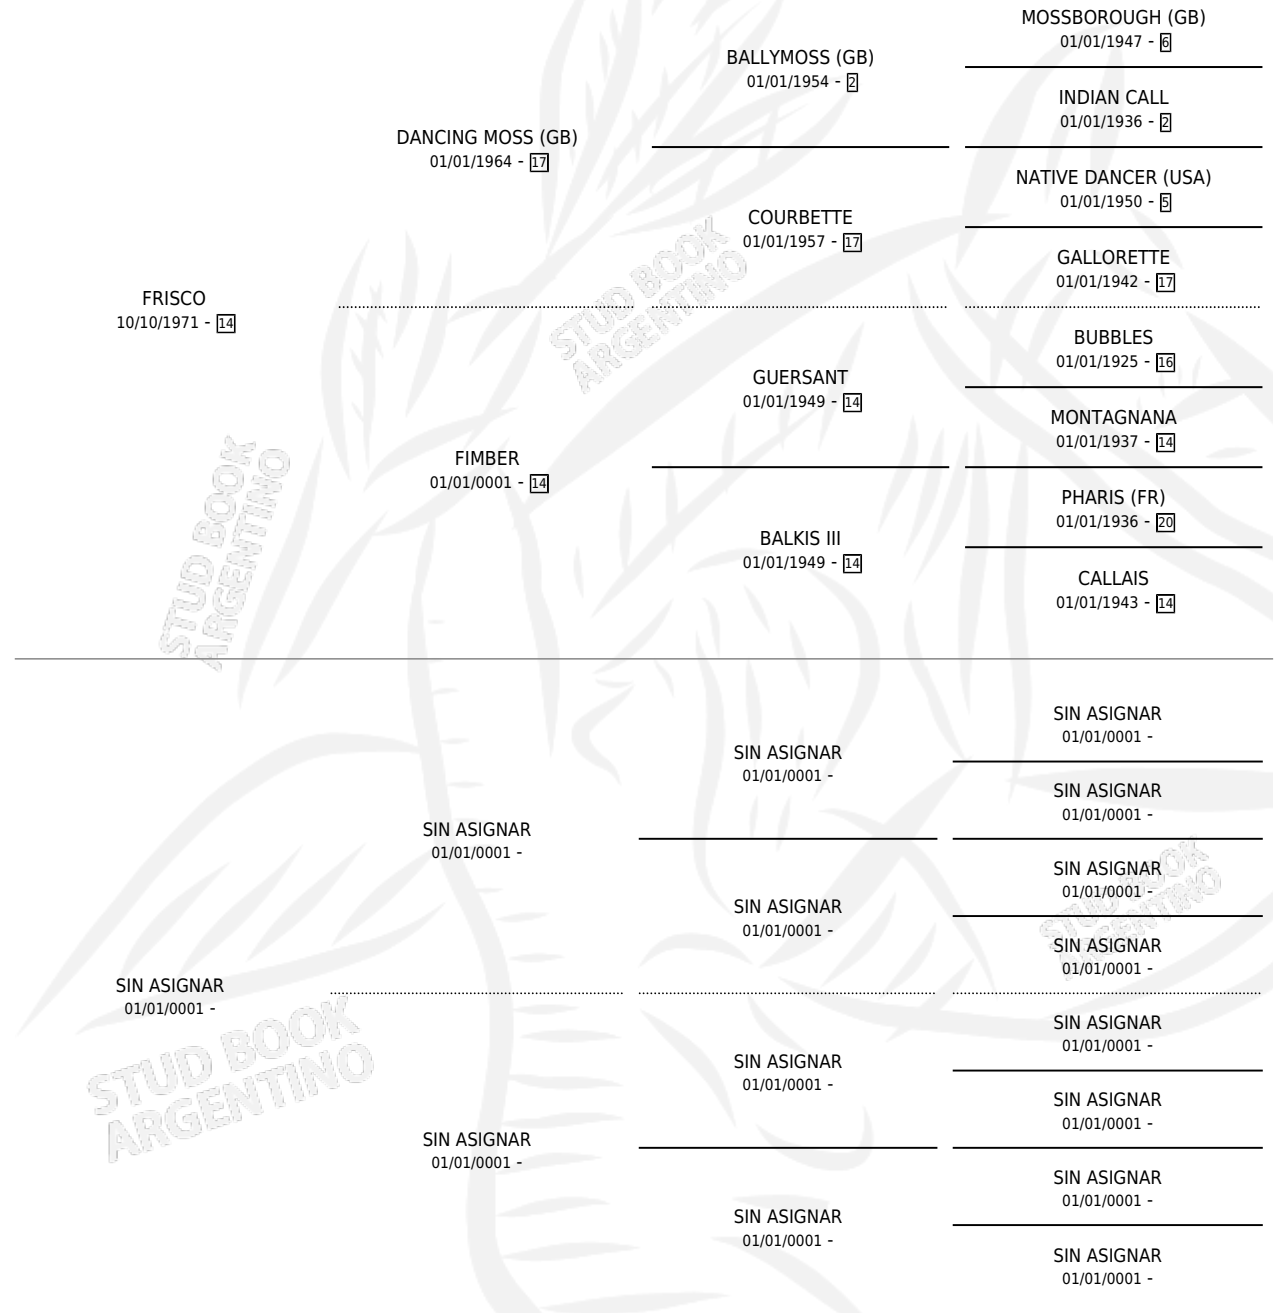 MOSSBOROUGH (GB)
01/01/1947 - 6
BALLYMOSS (GB)
01/01/1954 - 2
INDIAN CALL
01/01/1936 - 2
DANCING MOSS (GB)
01/01/1964 - 17
NATIVE DANCER (USA)
01/01/1950 - 5
COURBETTE
01/01/1957 - 17
GALLORETTE
01/01/1942 - 17
FRISCO
10/10/1971 - 14
BUBBLES
01/01/1925 - 16
GUERSANT
01/01/1949 - 14
MONTAGNANA
01/01/1937 - 14
FIMBER
01/01/0001 - 14
PHARIS (FR)
01/01/1936 - 20
BALKIS III
01/01/1949 - 14
CALLAIS
01/01/1943 - 14
STUD BOOK
ARGENTINO
STUD BOOK
ARGENTINO
SIN ASIGNAR
01/01/0001 -
SIN ASIGNAR
01/01/0001 -
SIN ASIGNAR
01/01/0001 -
SIN ASIGNAR
01/01/0001 -
SIN ASIGNAR
01/01/0001 -
SIN ASIGNAR
01/01/0001 -
SIN ASIGNAR
01/01/0001 -
SIN ASIGNAR
01/01/0001 -
SIN ASIGNAR
01/01/0001 -
SIN ASIGNAR
01/01/0001 -
SIN ASIGNAR
01/01/0001 -
SIN ASIGNAR
01/01/0001 -
SIN ASIGNAR
01/01/0001 -
SIN ASIGNAR
01/01/0001 -
SIN ASIGNAR
01/01/0001 -
STUD BOOK
ARGENTINO
STUD BOOK
ARGENTINO